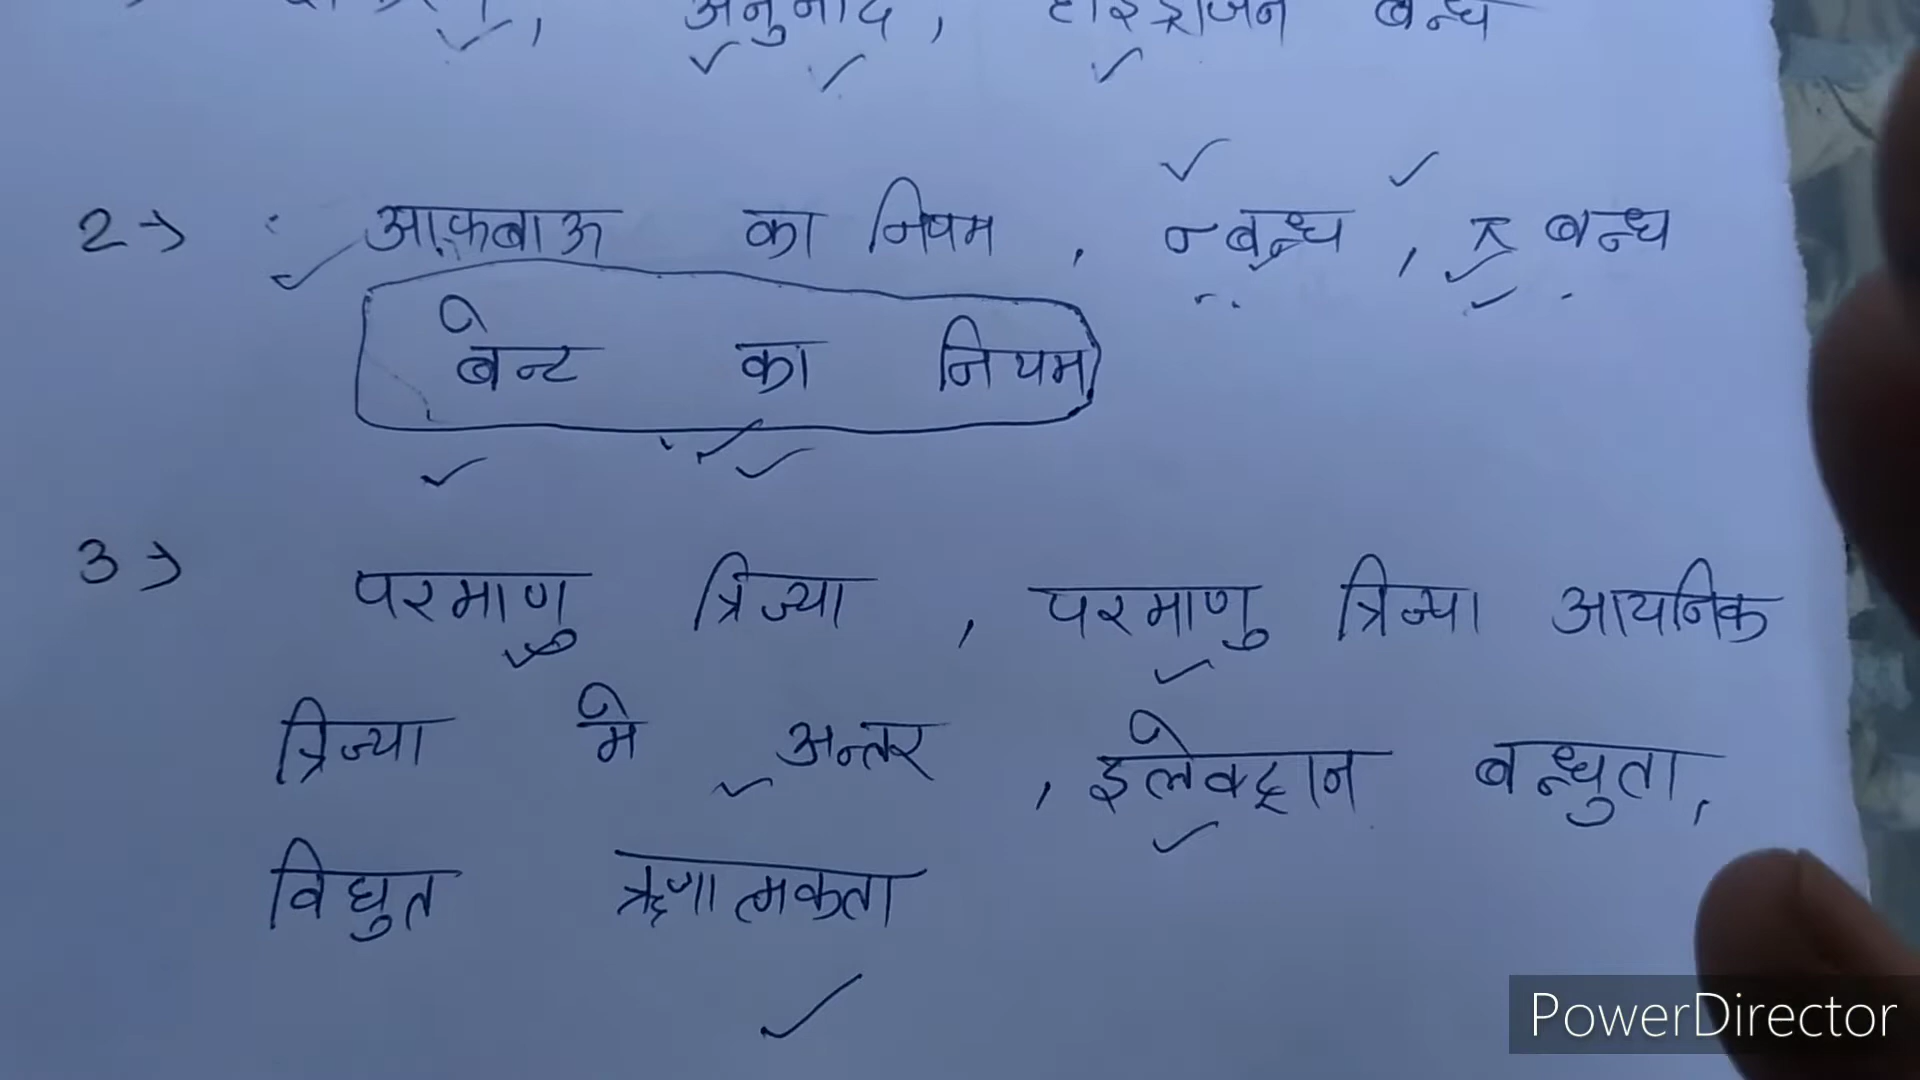 अनुनाद, हाइड्रोजन बन्ध
2→ आफबाऊ का नियम, σ बन्ध, π बन्ध
बेन्ट का नियम
3→ परमाणु त्रिज्या, परमाणु त्रिज्या आयनिक
त्रिज्या मे अन्तर, इलेक्ट्रान बन्धुता,
विधुत ऋणात्मकता
PowerDirector